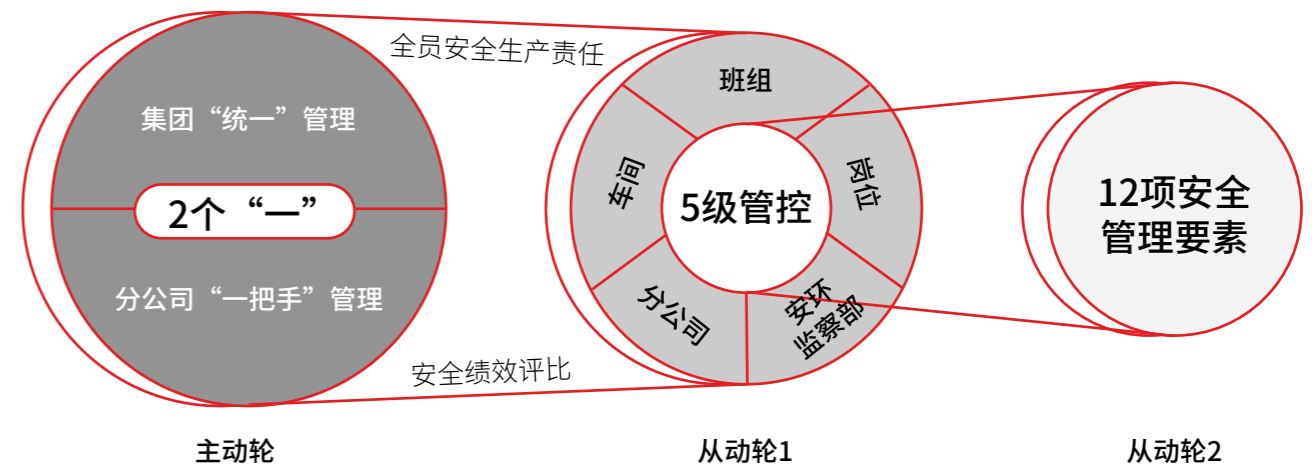 集团“统一”管理
2个“一”
分公司“一把手”管理
主动轮
全员安全生产责任
安全绩效评比
班组
车间
岗位
5级管控
分公司
安环
监察部
从动轮1
12项安全
管理要素
从动轮2